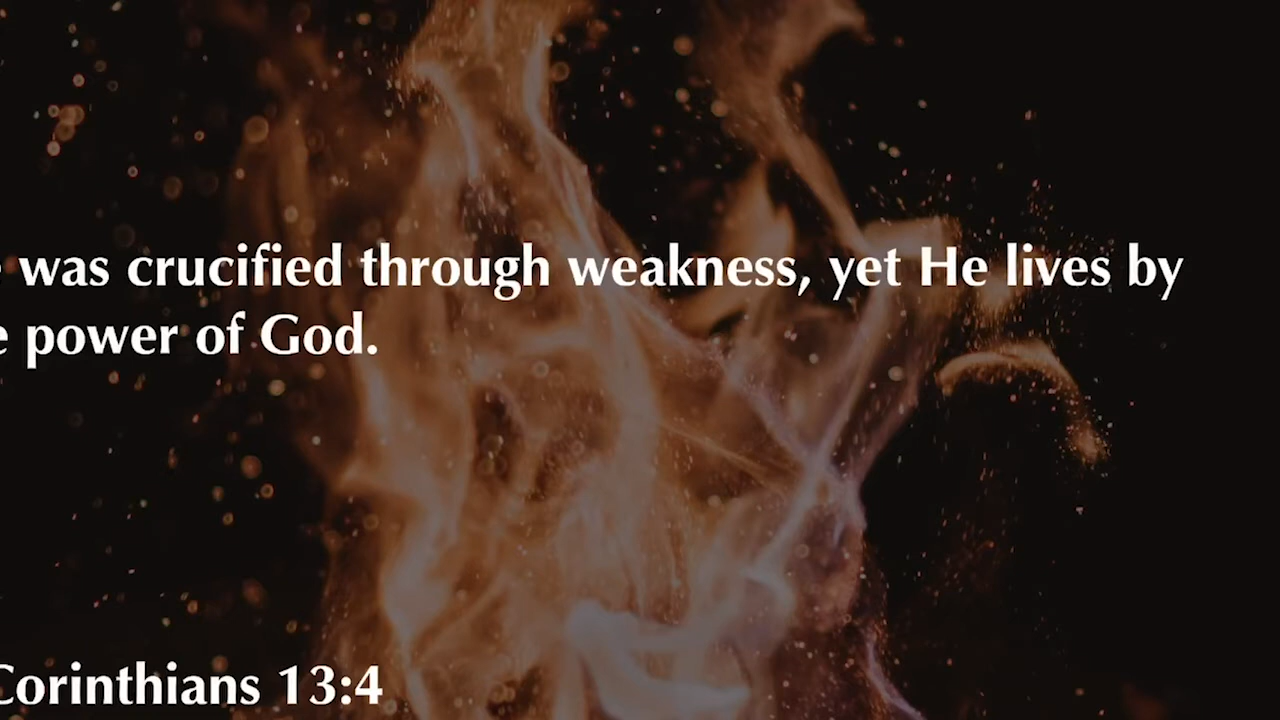 was crucified through weakness, yet He lives by
power of God.
Corinthians 13:4